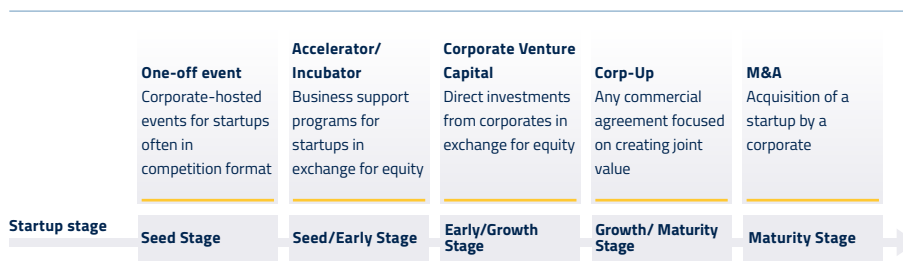 One-off event
Corporate-hosted
events for startups
often in
competition format
Accelerator/
Incubator
Business support
programs for
startups in
exchange for equity
Corporate Venture
Capital
Direct investments
from corporates in
exchange for equity
Corp-Up
Any commercial
agreement focused
on creating joint
value
M&A
Acquisition of a
startup by a
corporate
Startup stage
Seed Stage
Seed/Early Stage
Early/Growth
Stage
Growth/ Maturity
Stage
Maturity Stage